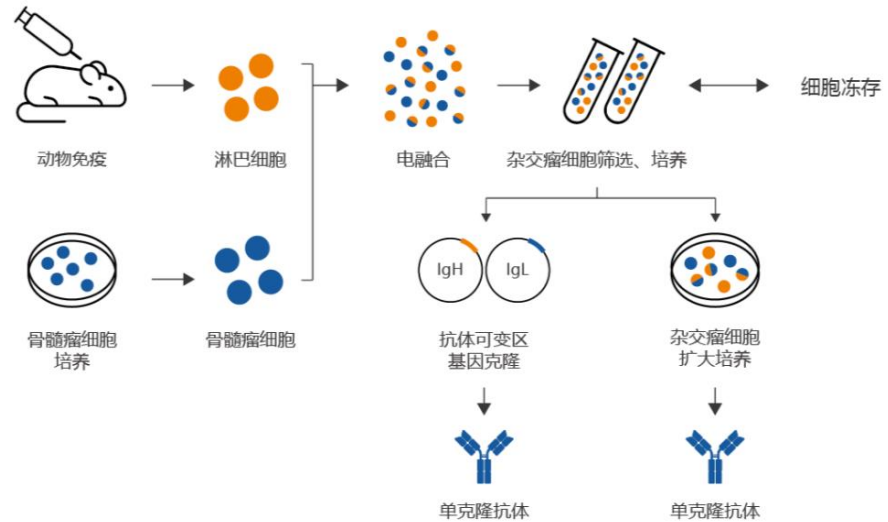 细胞冻存
动物免疫
淋巴细胞
电融合
杂交瘤细胞筛选、培养
IgH
IgL
骨髓瘤细胞
培养
骨髓瘤细胞
抗体可变区
基因克隆
杂交瘤细胞
扩大培养
单克隆抗体
单克隆抗体